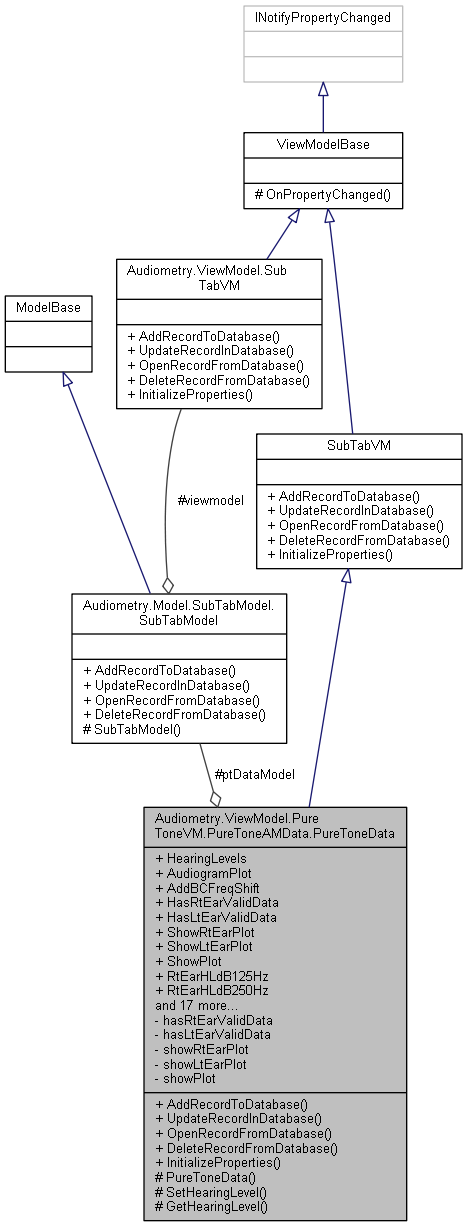 INotifyPropertyChanged
ViewModelBase
# OnPropertyChanged()
Audiometry.ViewModel.Sub
TabVM
+ AddRecordToDatabase()
+ UpdateRecordInDatabase()
+ OpenRecordFromDatabase()
+ DeleteRecordFromDatabase()
+ InitializeProperties()
ModelBase
SubTabVM
+ AddRecordToDatabase()
+ UpdateRecordInDatabase()
+ OpenRecordFromDatabase()
+ DeleteRecordFromDatabase()
+ InitializeProperties()
#viewmodel
Audiometry.Model.SubTabModel.
SubTabModel
+ AddRecordToDatabase()
+ UpdateRecordInDatabase()
+ OpenRecordFromDatabase()
+ DeleteRecordFromDatabase()
# SubTabModel()
#ptDataModel
Audiometry.ViewModel.Pure
ToneVM.PureToneAMData.PureToneData
+ HearingLevels
+ AudiogramPlot
+ AddBCFreqShift
+ HasRtEarValidData
+ HasLtEarValidData
+ ShowRtEarPlot
+ ShowLtEarPlot
+ ShowPlot
+ RtEarHLdB125Hz
+ RtEarHLdB250Hz
and 17 more...
- hasRtEarValidData
- hasLtEarValidData
- showRtEarPlot
- showLtEarPlot
- showPlot
+ AddRecordToDatabase()
+ UpdateRecordInDatabase()
+ OpenRecordFromDatabase()
+ DeleteRecordFromDatabase()
+ InitializeProperties()
# PureToneData()
# SetHearingLevel()
# GetHearingLevel()